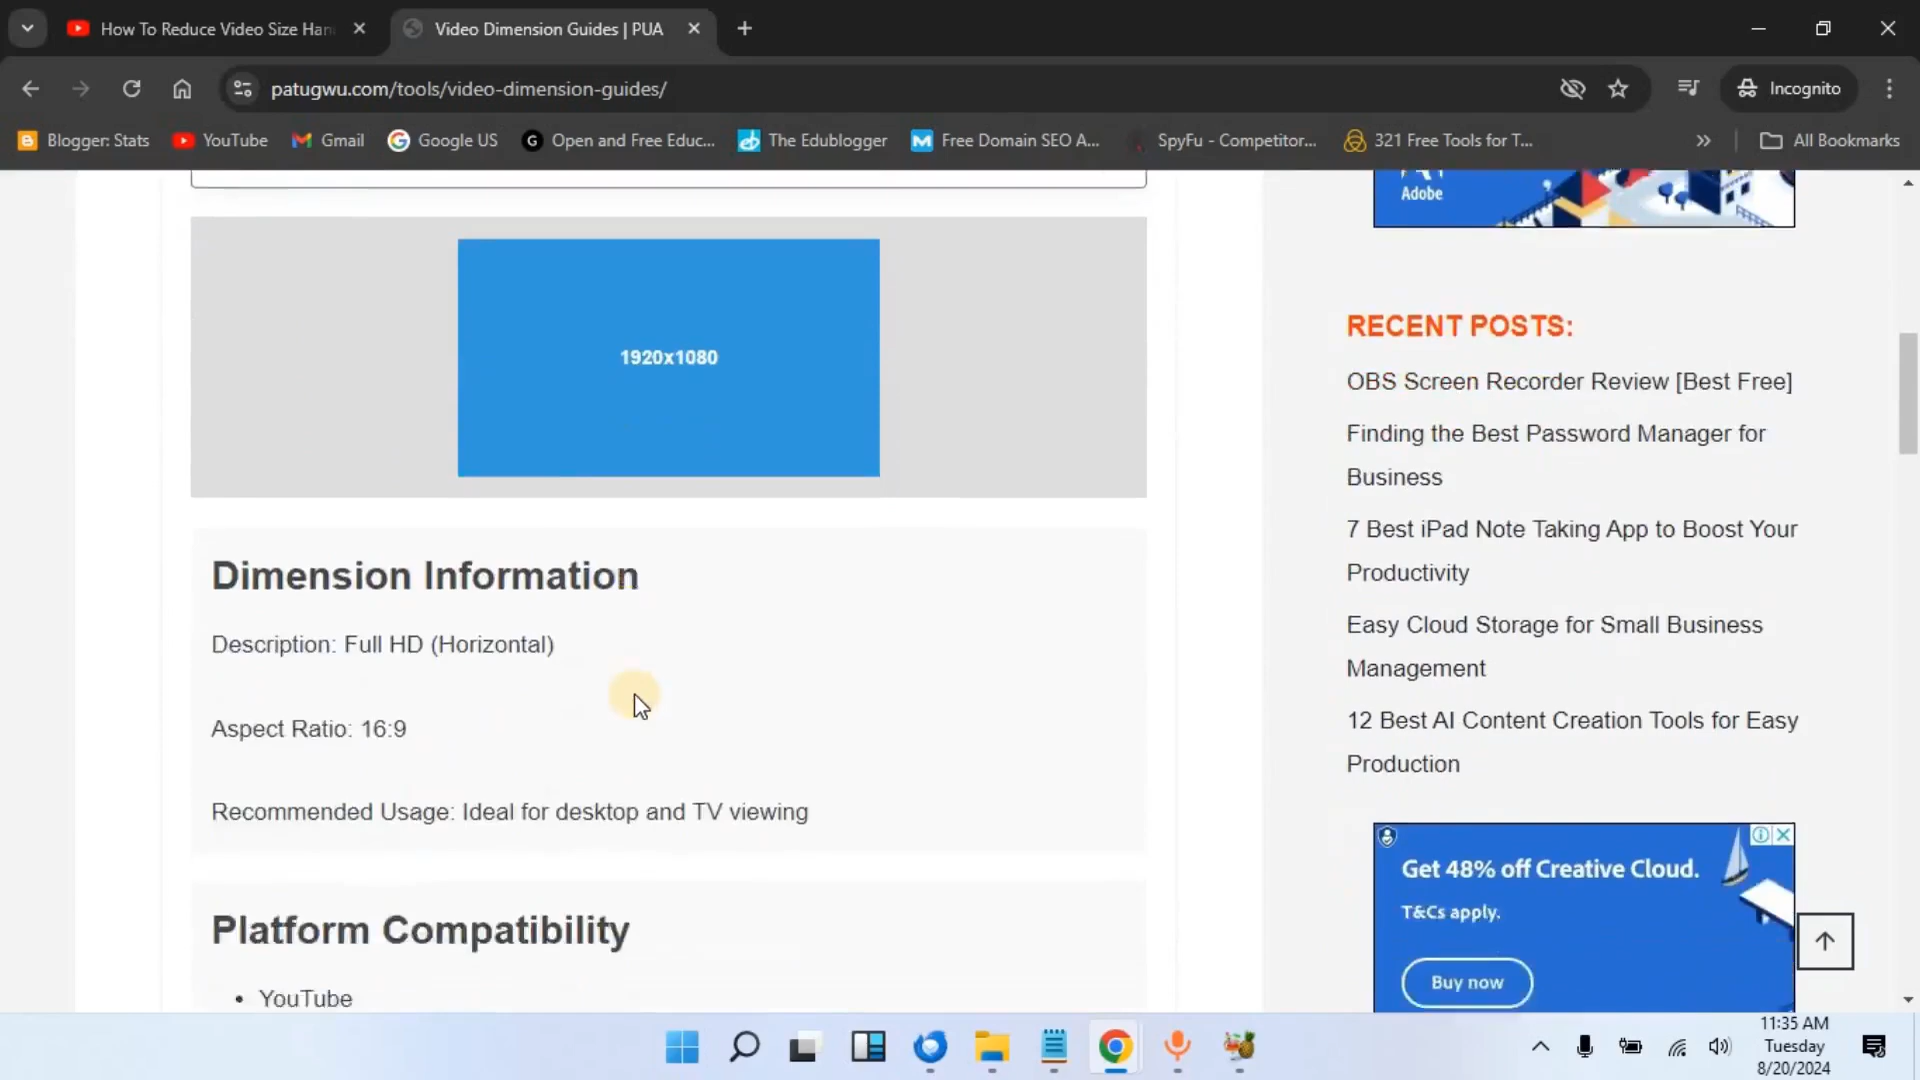 How To Reduce Video Size Han
Video Dimension Guides | PUA
patugwu.com/tools/video-dimension-guides/
Incognito
Blogger: Stats
YouTube
Gmail
Google US
Open and Free Educ...
The Edublogger
Free Domain SEO A...
SpyFu - Competitor...
321 Free Tools for T...
All Bookmarks
Adobe
1920x1080
Dimension Information
Description: Full HD (Horizontal)
Aspect Ratio: 16:9
Recommended Usage: Ideal for desktop and TV viewing
Platform Compatibility
• YouTube
RECENT POSTS:
OBS Screen Recorder Review [Best Free]
Finding the Best Password Manager for
Business
7 Best iPad Note Taking App to Boost Your
Productivity
Easy Cloud Storage for Small Business
Management
12 Best AI Content Creation Tools for Easy
Production
Get 48% off Creative Cloud.
T&Cs apply.
Buy now
11:35 AM
Tuesday
8/20/2024